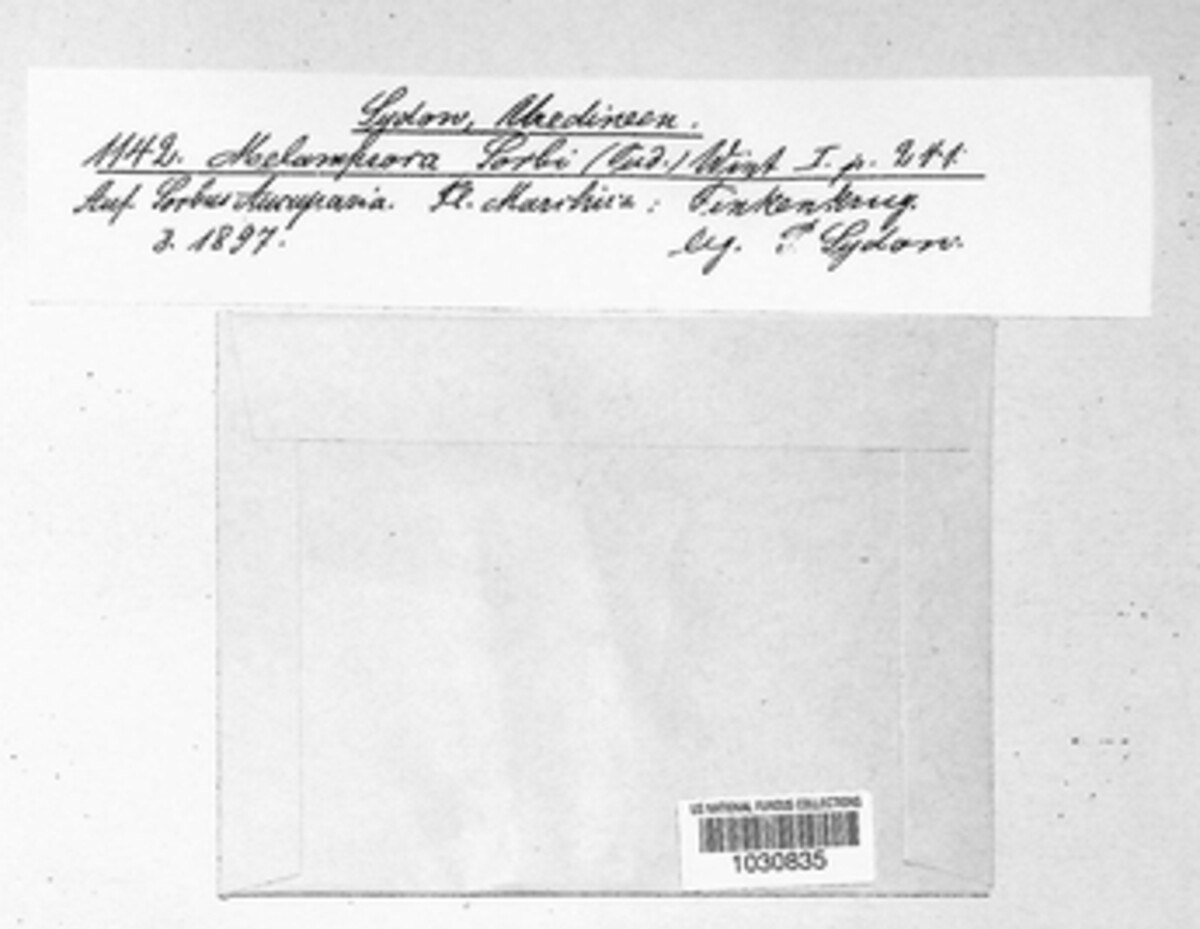 Sydow, Uredineen.
1142. Melampsora Sorbi (Oud.) Wint I. p. 241.
Auf Sorbus Aucuparia. Fl. Marchica: Finkenkrug.
3. 1897. leg. P Sydow.
US NATIONAL FUNGUS COLLECTIONS
1030835